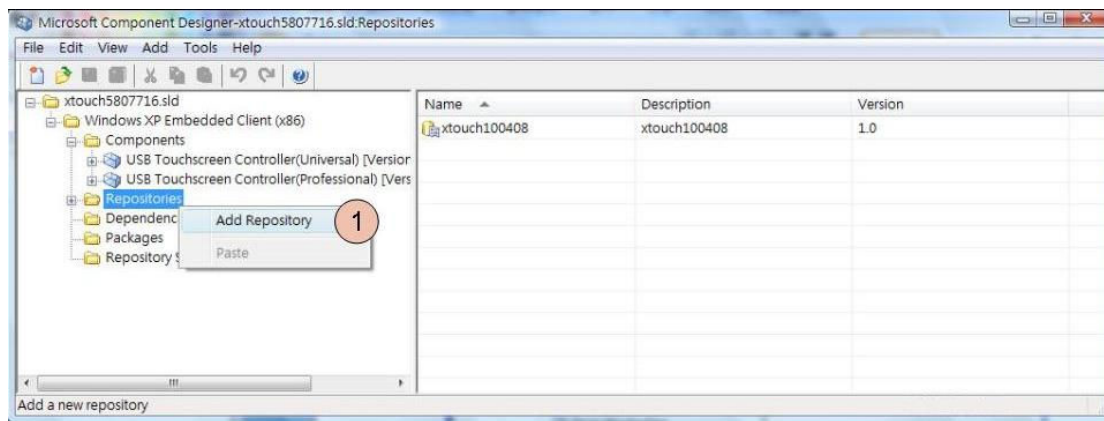 Microsoft Component Designer-xtouch5807716.sld:Repositories
File Edit View Add Tools Help
xtouch5807716.sld
Windows XP Embedded Client (x86)
Components
USB Touchscreen Controller(Universal) [Version
USB Touchscreen Controller(Professional) [Vers
Repositories
Dependenc
Packages
Repository S
Add Repository
1
Paste
Name Description Version
xtouch100408 xtouch100408 1.0
Add a new repository